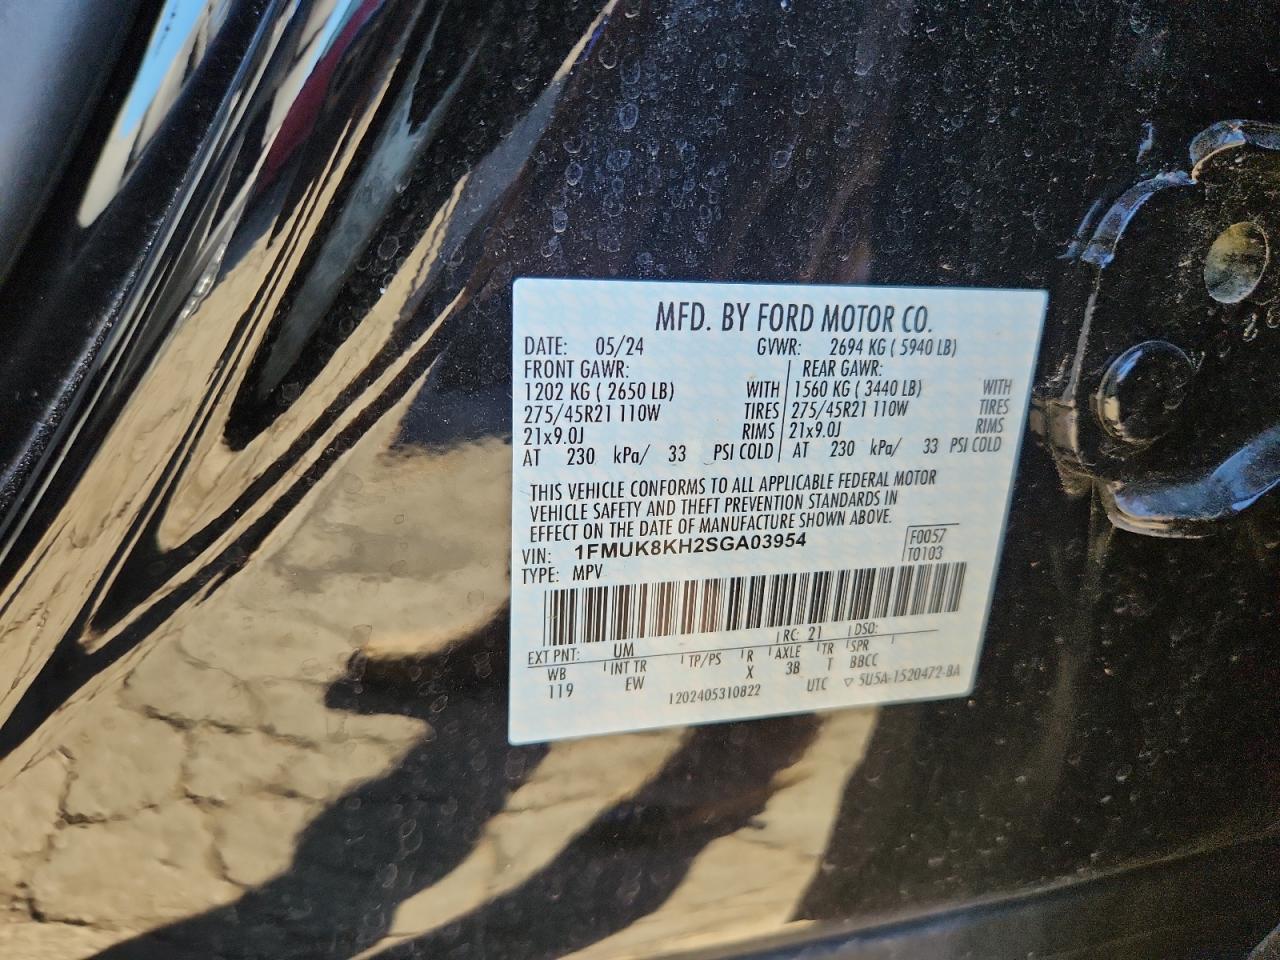 MFD. BY FORD MOTOR CO.
DATE: 05/24 GVWR: 2694 KG ( 5940 LB)
FRONT GAWR: REAR GAWR:
1202 KG ( 2650 LB) WITH 1560 KG ( 3440 LB) WITH
275/45R21 110W TIRES 275/45R21 110W TIRES
21x9.0J RIMS 21x9.0J RIMS
AT 230 kPa/ 33 PSI COLD AT 230 kPa/ 33 PSI COLD
THIS VEHICLE CONFORMS TO ALL APPLICABLE FEDERAL MOTOR
VEHICLE SAFETY AND THEFT PREVENTION STANDARDS IN
EFFECT ON THE DATE OF MANUFACTURE SHOWN ABOVE.
VIN: 1FMUK8KH2SGA03954 F0057
TYPE: MPV T0103
EXT PNT: UM RC: 21 DSO:
WB INT TR TP/PS R AXLE TR SPR
119 EW X 3B T BBCC
1202405310822 UTC ▽ 5U5A-1520472-BA